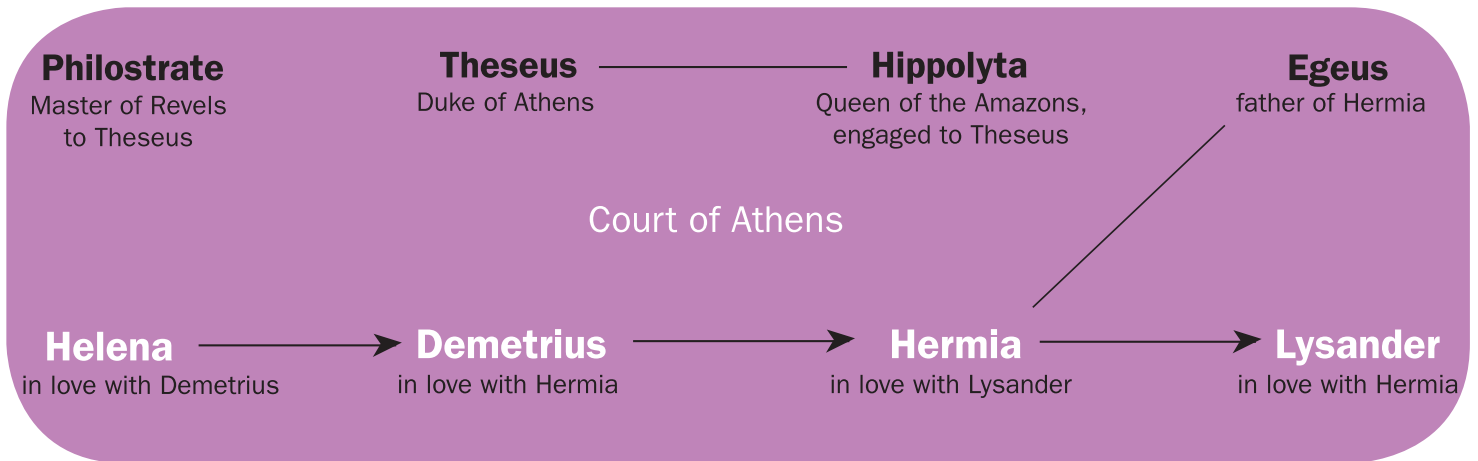 Philostrate
Master of Revels
to Theseus
Theseus
Duke of Athens
Hippolyta
Queen of the Amazons,
engaged to Theseus
Egeus
father of Hermia
Court of Athens
Helena
in love with Demetrius
Demetrius
in love with Hermia
Hermia
in love with Lysander
Lysander
in love with Hermia